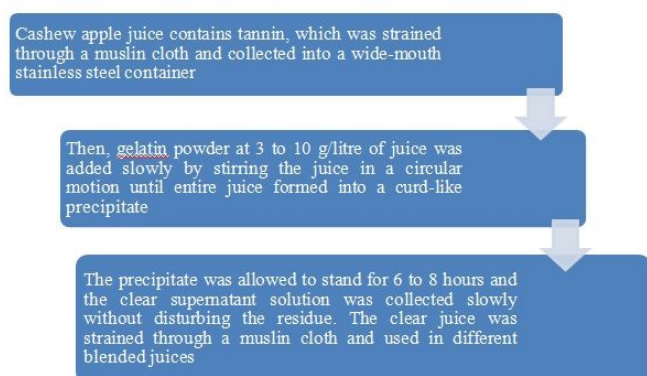 Cashew apple juice contains tannin, which was strained
through a muslin cloth and collected into a wide-mouth
stainless steel container
Then, gelatin powder at 3 to 10 g/litre of juice was
added slowly by stirring the juice in a circular
motion until entire juice formed into a curd-like
precipitate
The precipitate was allowed to stand for 6 to 8 hours and
the clear supernatant solution was collected slowly
without disturbing the residue. The clear juice was
strained through a muslin cloth and used in different
blended juices